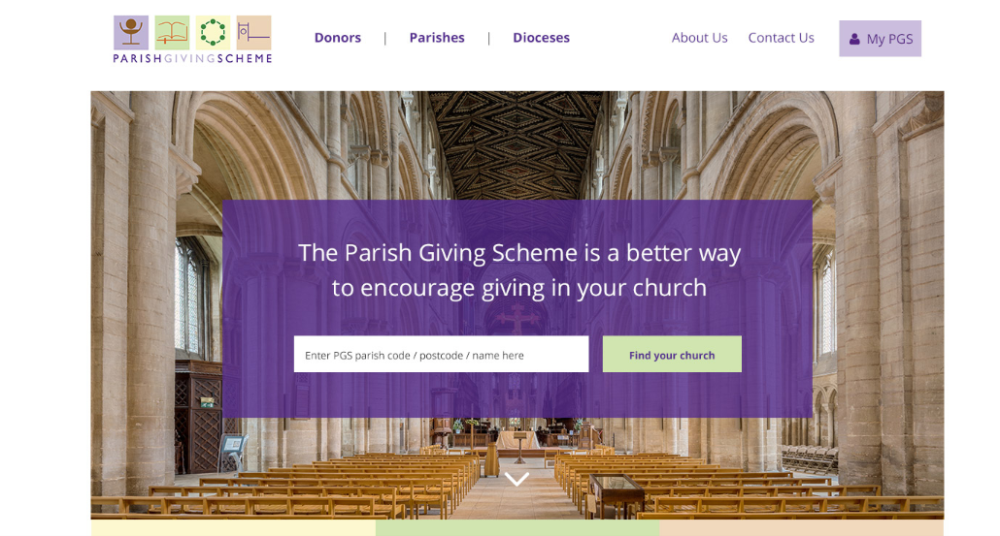 PARISHGIVINGSCHEME
Donors | Parishes | Dioceses
About Us Contact Us My PGS
The Parish Giving Scheme is a better way
to encourage giving in your church
Enter PGS parish code / postcode / name here
Find your church